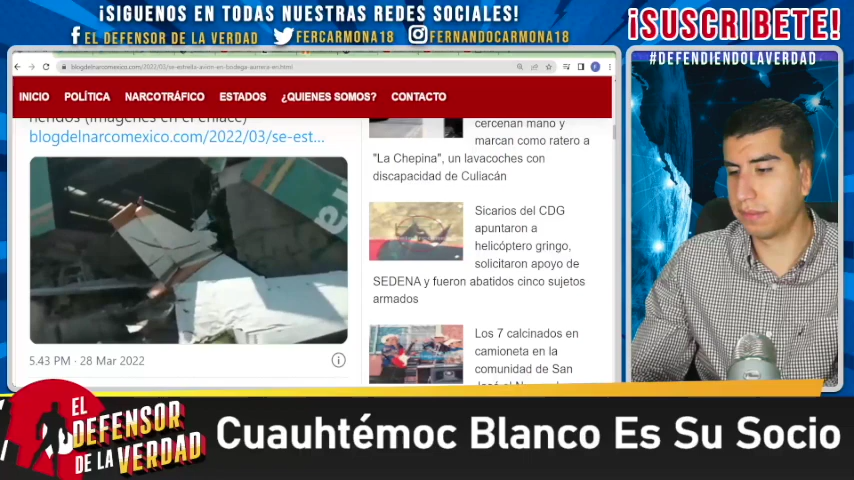 ¡SIGUENOS EN TODAS NUESTRAS REDES SOCIALES!
EL DEFENSOR DE LA VERDAD
FERCARMONA18
FERNANDOCARMONA18
¡SUSCRIBETE!
#DEFENDIENDOLAVERDAD
INICIO POLÍTICA NARCOTRÁFICO ESTADOS ¿QUIENES SOMOS? CONTACTO
(imágenes en el enlace)
blogdelnarcomexico.com/2022/03/se-est...
5.43 PM · 28 Mar 2022
cercenan mano y
marcan como ratero a
"La Chepina", un lavacoches con
discapacidad de Culiacán
Sicarios del CDG
apuntaron a
helicóptero gringo,
solicitaron apoyo de
SEDENA y fueron abatidos cinco sujetos
armados
Los 7 calcinados en
camioneta en la
comunidad de San
EL
DEFENSOR
DE LA VERDAD
Cuauhtémoc Blanco Es Su Socio